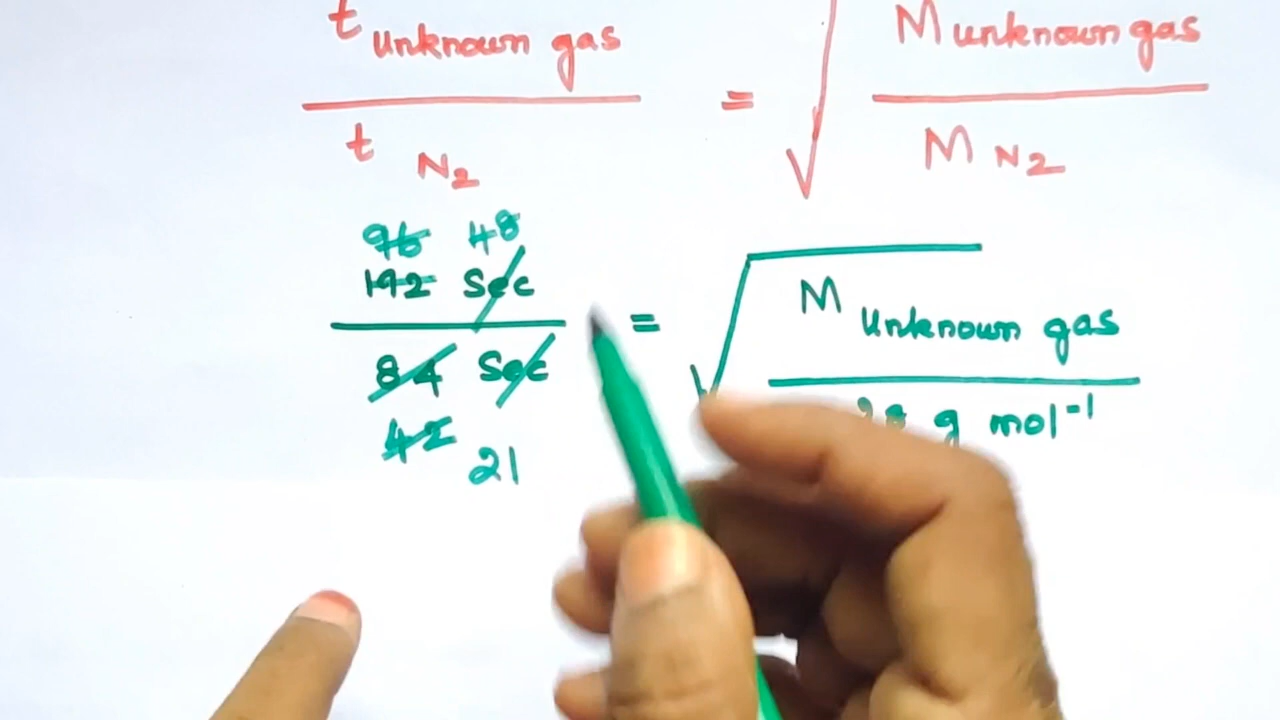 t unknown gas = √ M unknown gas
t N₂ M N₂
96 48
192 Sec = √ M unknown gas
84 Sec g mol⁻¹
42 21